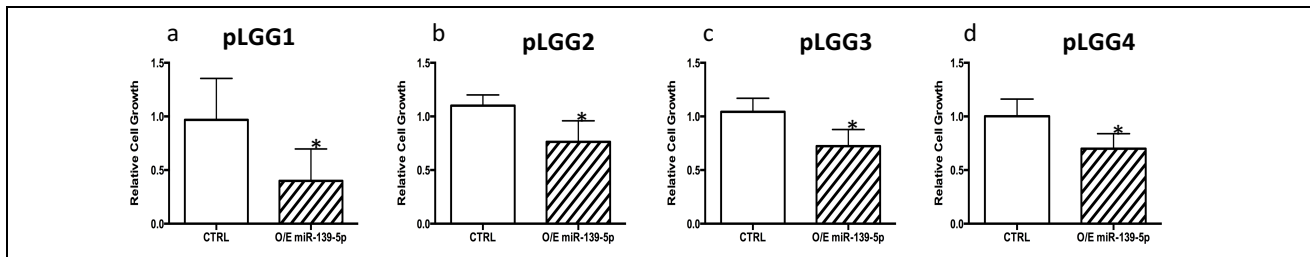 a pLGG1
1.5
1.0
0.5
0.0
Relative Cell Growth
*
CTRL O/E miR-139-5p
b pLGG2
1.5
1.0
0.5
0.0
Relative Cell Growth
*
CTRL O/E miR-139-5p
c pLGG3
1.5
1.0
0.5
0.0
Relative Cell Growth
*
CTRL O/E miR-139-5p
d pLGG4
1.5
1.0
0.5
0.0
Relative Cell Growth
*
CTRL O/E miR-139-5p